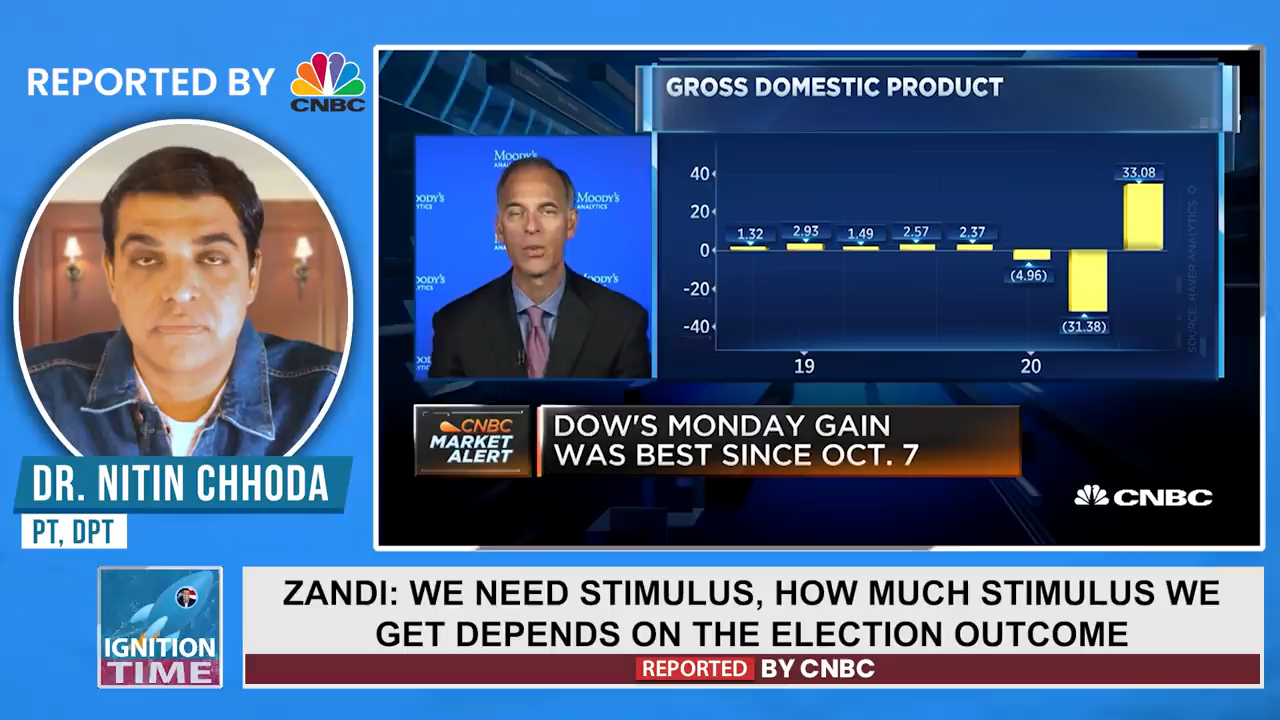 REPORTED BY
CNBC
GROSS DOMESTIC PRODUCT
MOODY'S
ANALYTICS
40
20
0
-20
-40
1.32
2.93
1.49
2.57
2.37
(4.96)
(31.38)
33.08
19
20
SOURCE: HAVER ANALYTICS
CNBC
MARKET
ALERT
DOW'S MONDAY GAIN
WAS BEST SINCE OCT. 7
CNBC
DR. NITIN CHHODA
PT, DPT
IGNITION
TIME
ZANDI: WE NEED STIMULUS, HOW MUCH STIMULUS WE
GET DEPENDS ON THE ELECTION OUTCOME
REPORTED BY CNBC